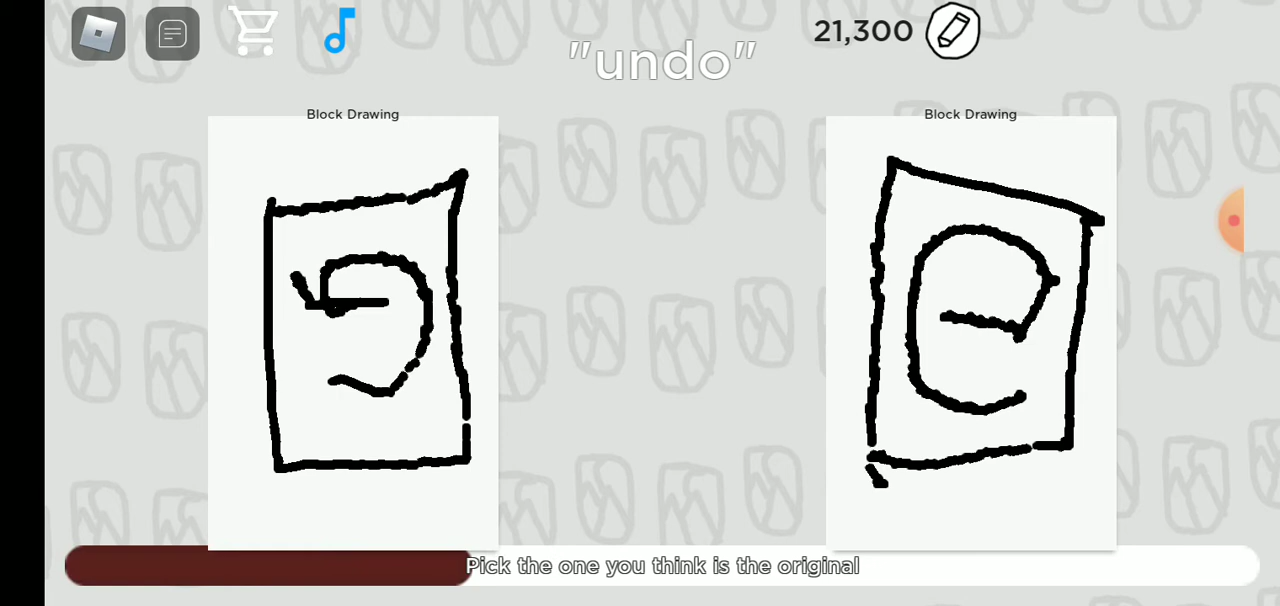 21,300
"undo"
Block Drawing
Block Drawing
e
Pick the one you think is the original